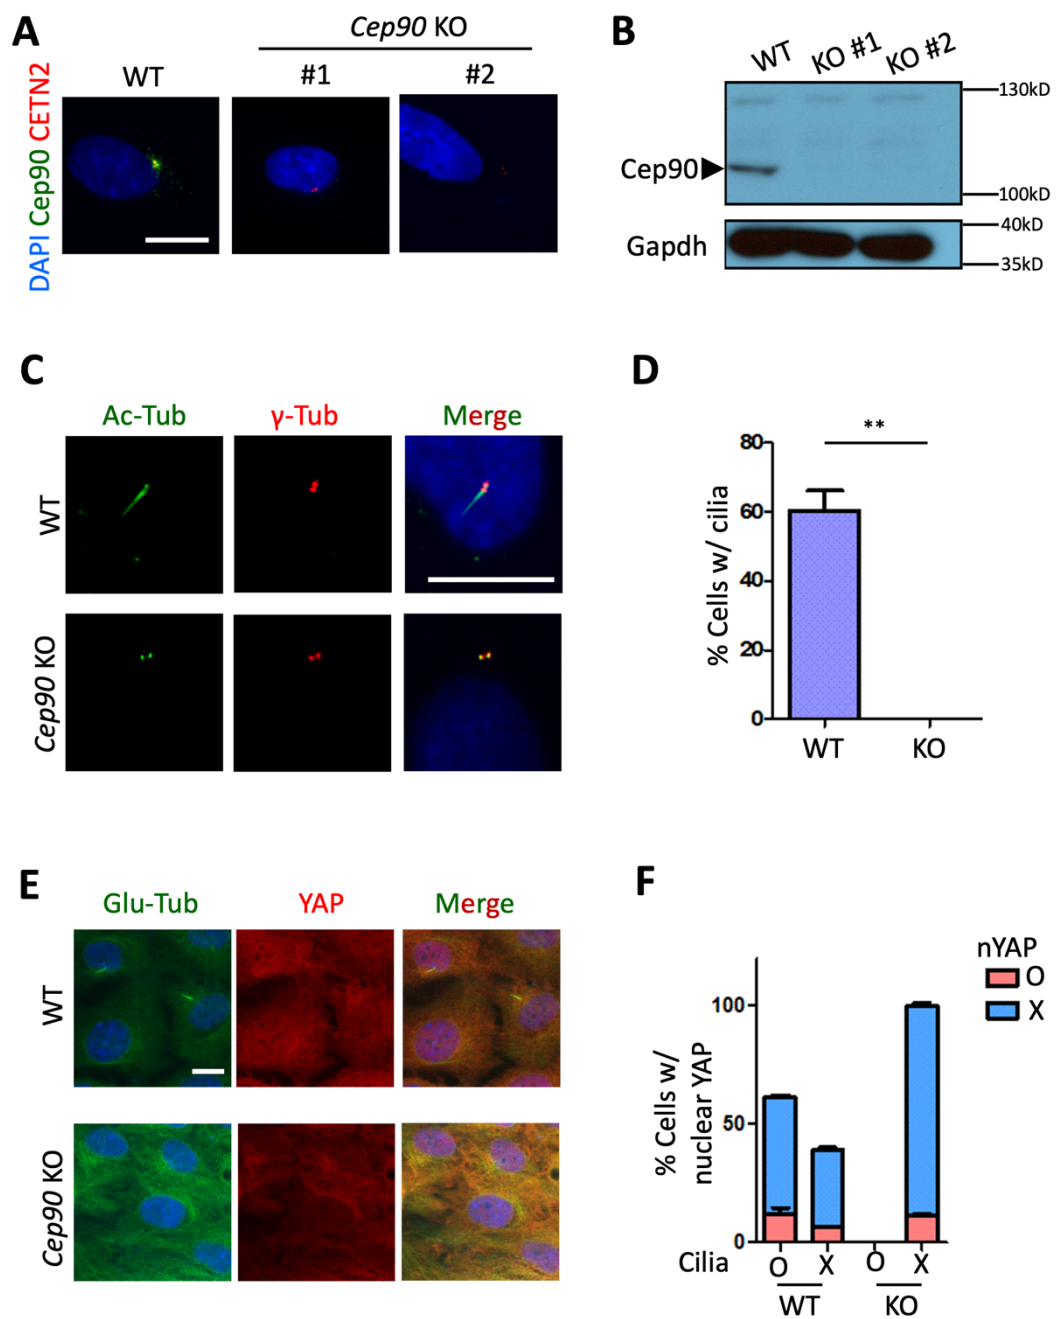 A
Cep90 KO
WT
#1
#2
DAPI Cep90 CETN2
B
WT
KO #1
KO #2
130kD
Cep90
100kD
40kD
Gapdh
35kD
C
Ac-Tub
γ-Tub
Merge
WT
Cep90 KO
D
**
% Cells w/ cilia
80
60
40
20
0
WT
KO
E
Glu-Tub
YAP
Merge
WT
Cep90 KO
F
nYAP
O
X
% Cells w/
nuclear YAP
100
50
0
Cilia
O
X
O
X
WT
KO